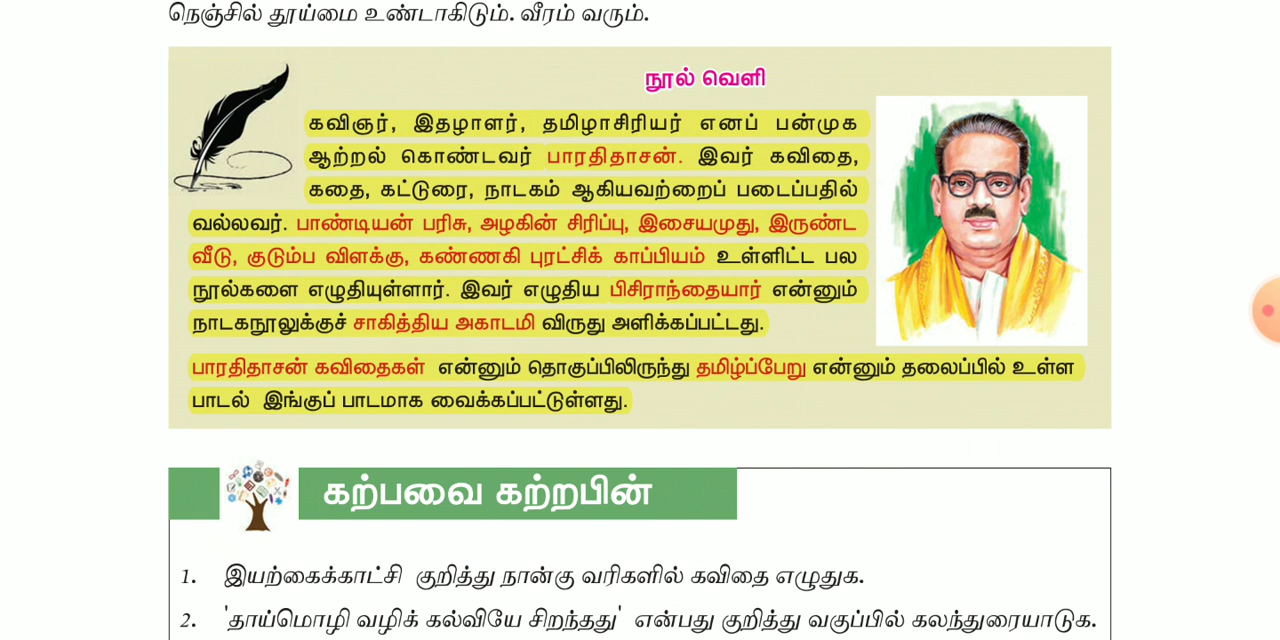 நெஞ்சில் தூய்மை உண்டாகிடும். வீரம் வரும்.
நூல் வெளி
கவிஞர், இதழாளர், தமிழாசிரியர் எனப் பன்முக
ஆற்றல் கொண்டவர் பாரதிதாசன். இவர் கவிதை,
கதை, கட்டுரை, நாடகம் ஆகியவற்றைப் படைப்பதில்
வல்லவர். பாண்டியன் பரிசு, அழகின் சிரிப்பு, இசையமுது, இருண்ட
வீடு, குடும்ப விளக்கு, கண்ணகி புரட்சிக் காப்பியம் உள்ளிட்ட பல
நூல்களை எழுதியுள்ளார். இவர் எழுதிய பிசிராந்தையார் என்னும்
நாடகநூலுக்குச் சாகித்திய அகாடமி விருது அளிக்கப்பட்டது.
பாரதிதாசன் கவிதைகள் என்னும் தொகுப்பிலிருந்து தமிழ்ப்பேறு என்னும் தலைப்பில் உள்ள
பாடல் இங்குப் பாடமாக வைக்கப்பட்டுள்ளது.
கற்பவை கற்றபின்
1. இயற்கைக்காட்சி குறித்து நான்கு வரிகளில் கவிதை எழுதுக.
2. 'தாய்மொழி வழிக் கல்வியே சிறந்தது' என்பது குறித்து வகுப்பில் கலந்துரையாடுக.